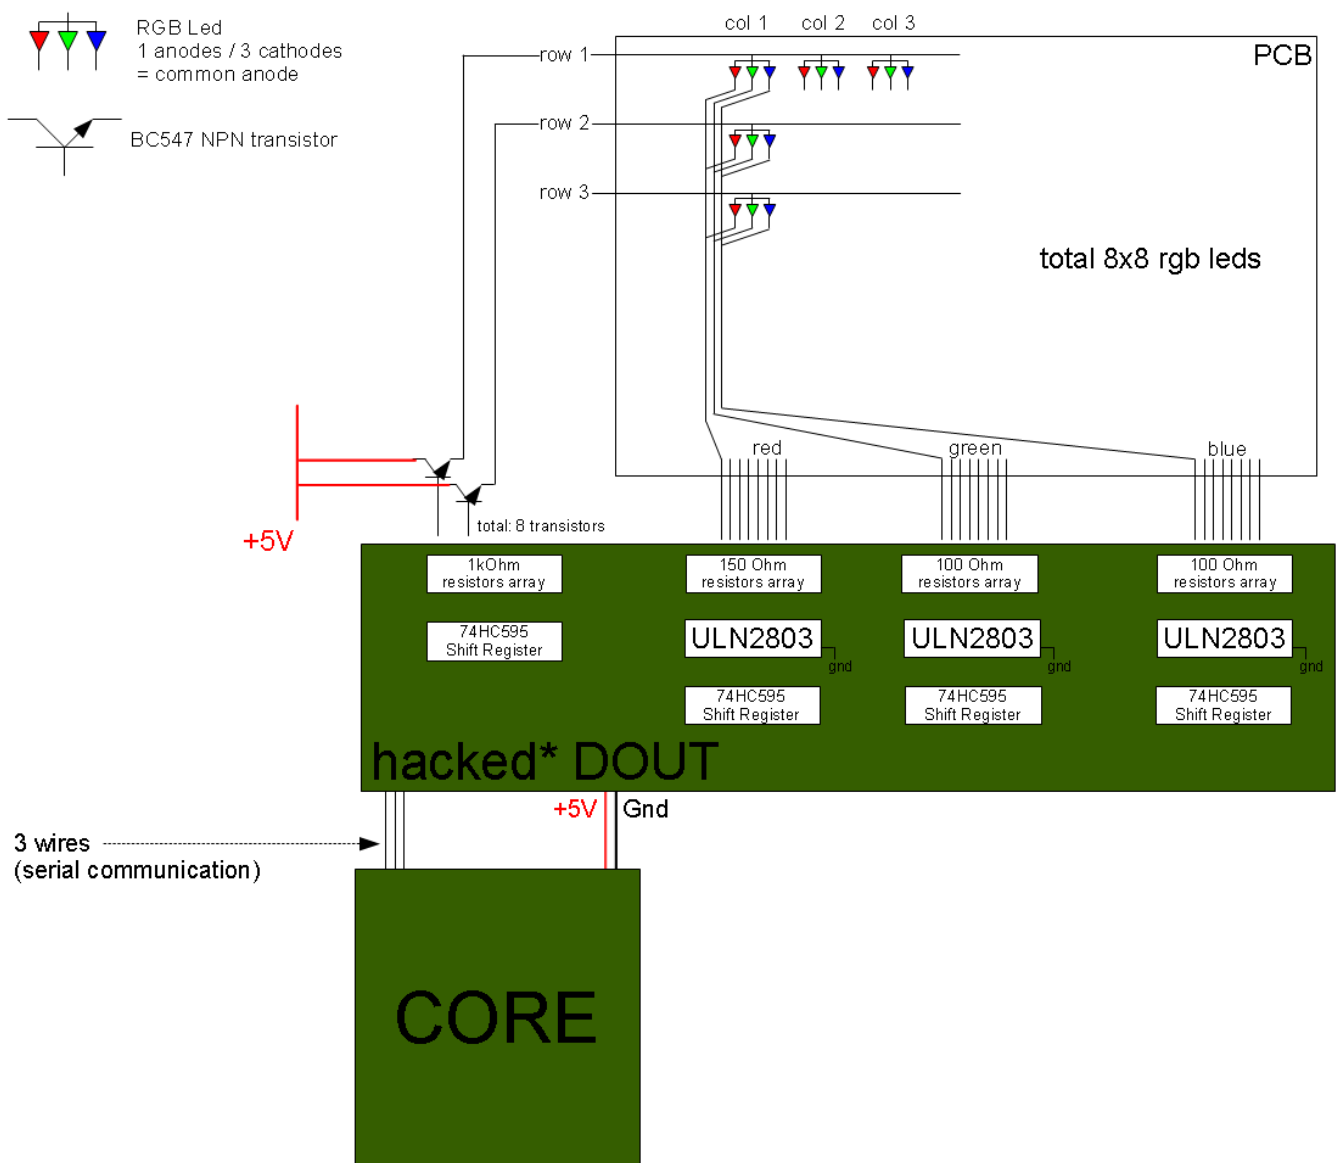 RGB Led
1 anodes / 3 cathodes
= common anode
BC547 NPN transistor
col 1 col 2 col 3
PCB
row 1
row 2
row 3
total 8x8 rgb leds
red green blue
+5V
total: 8 transistors
1kOhm
resistors array
150 Ohm
resistors array
100 Ohm
resistors array
100 Ohm
resistors array
74HC595
Shift Register
ULN2803
gnd
ULN2803
gnd
ULN2803
gnd
74HC595
Shift Register
74HC595
Shift Register
74HC595
Shift Register
hacked* DOUT
+5V Gnd
3 wires
(serial communication)
CORE